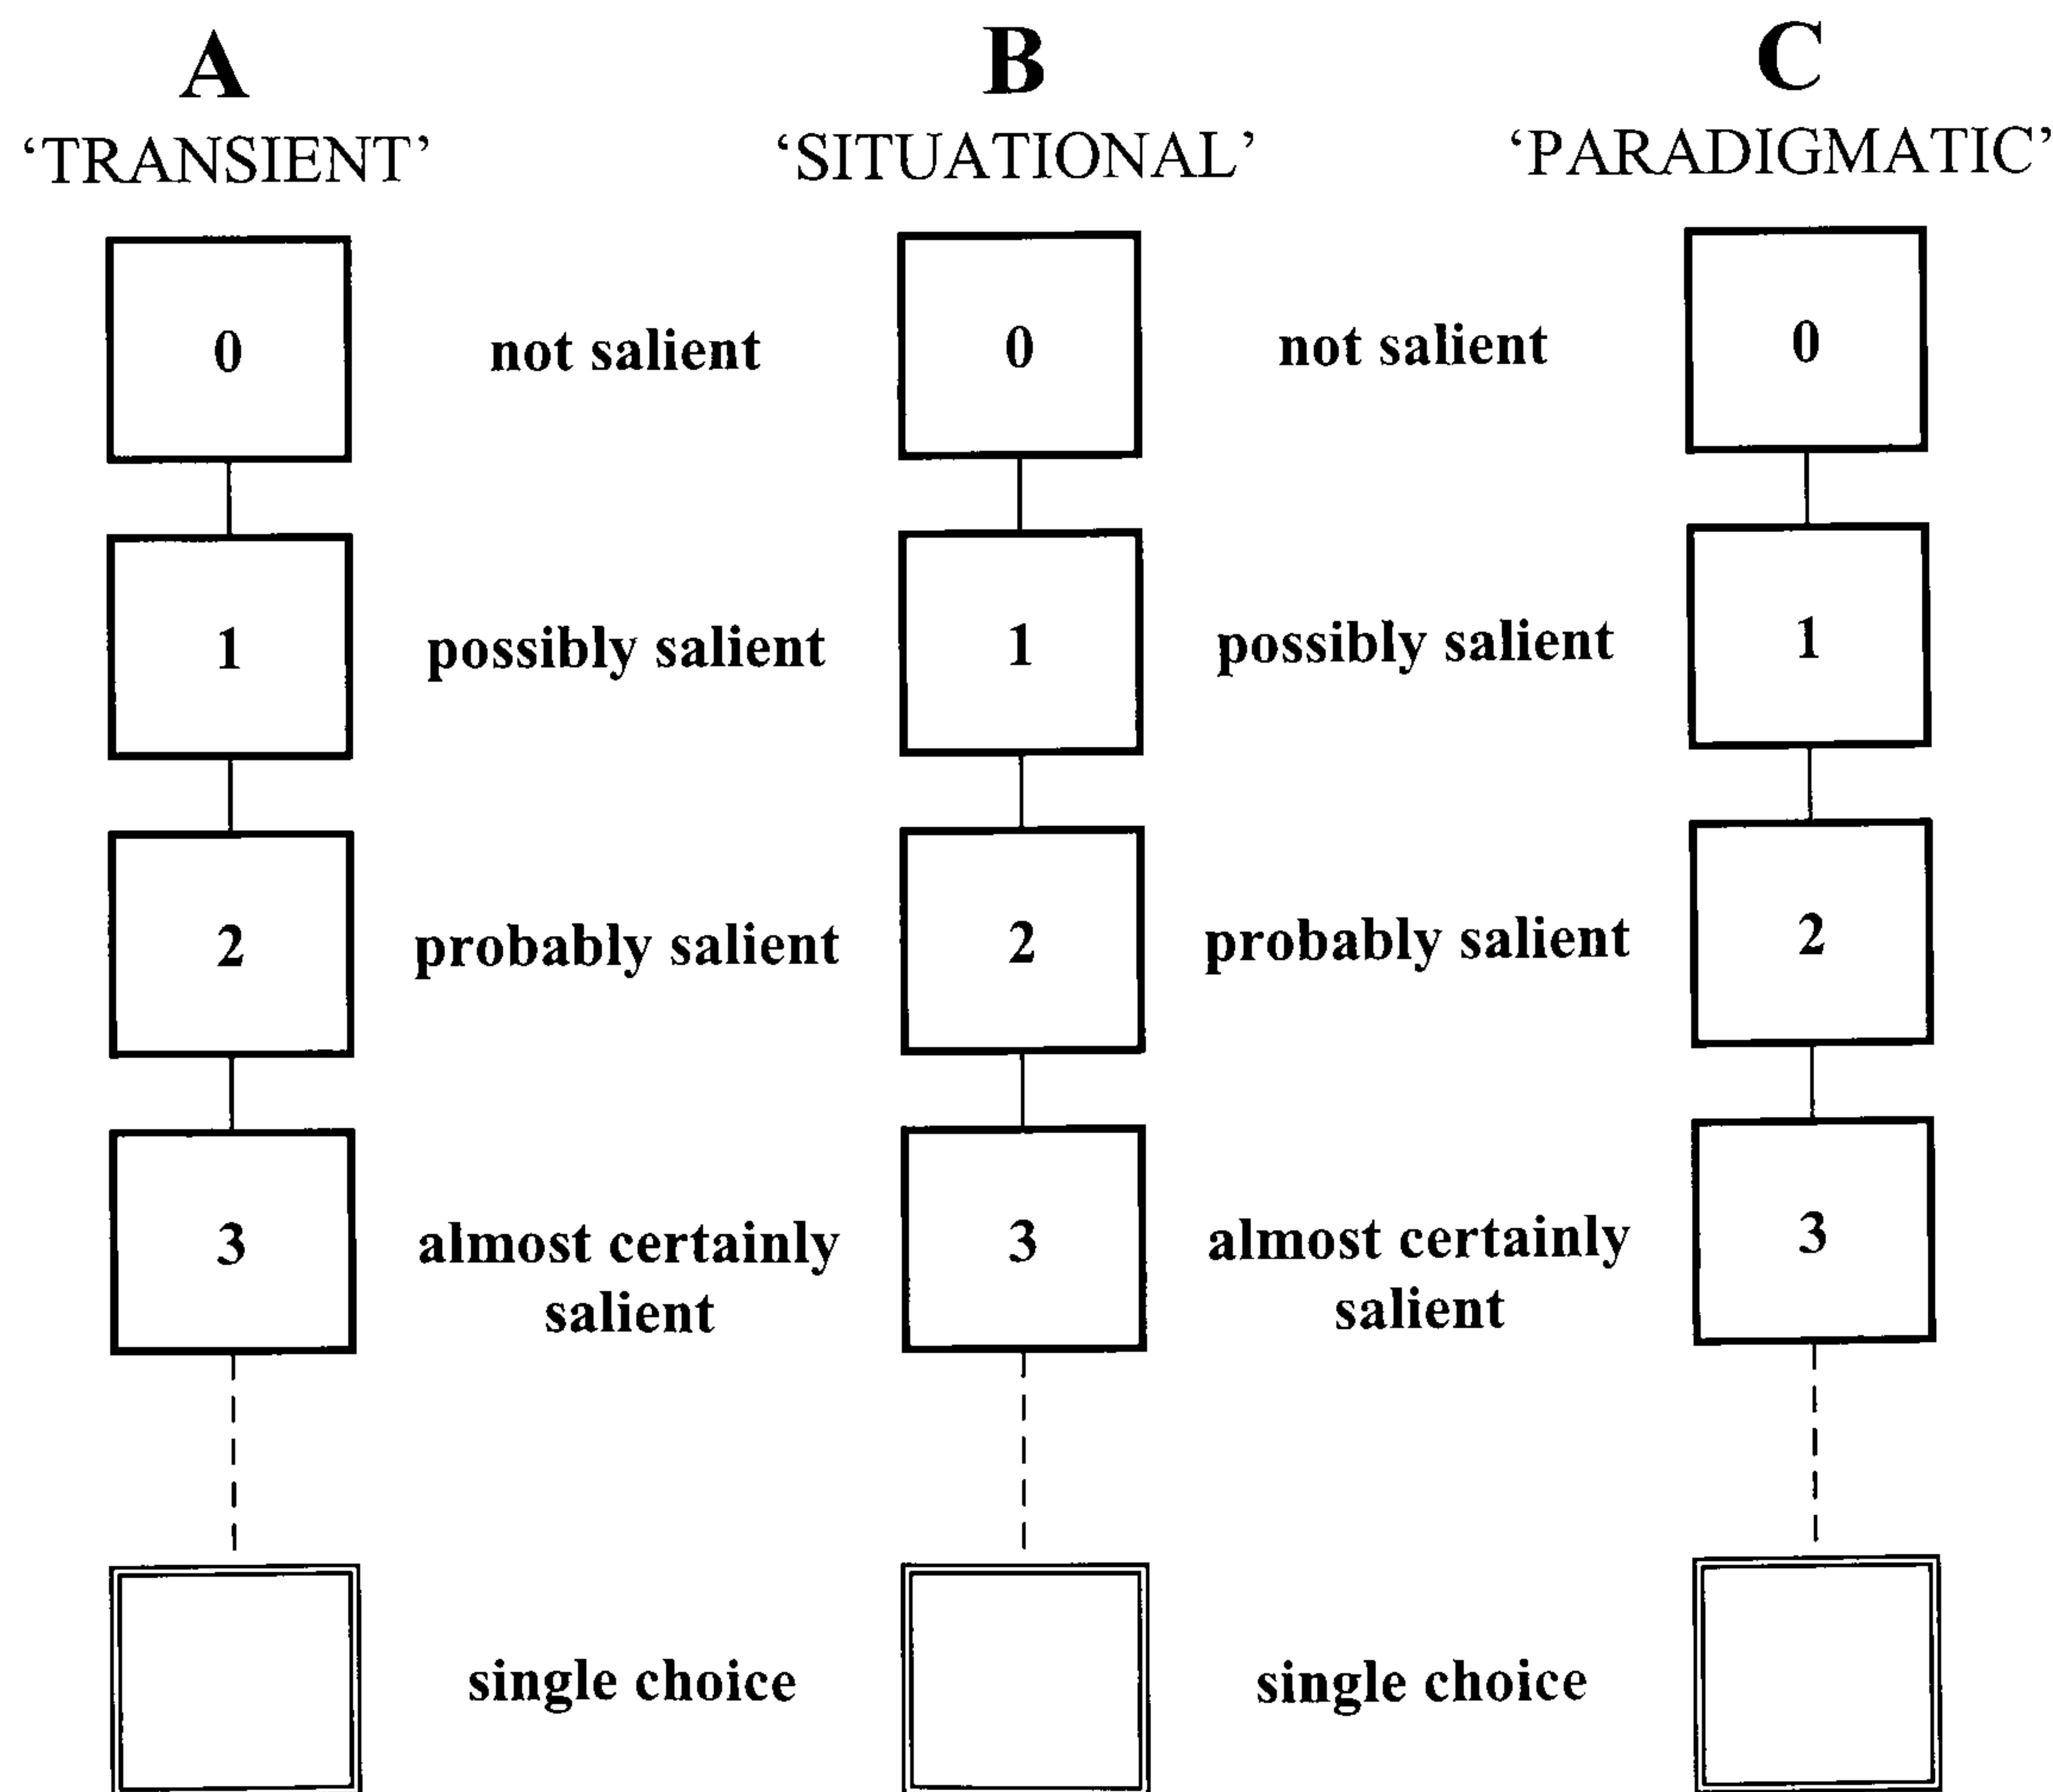 A B C
‘TRANSIENT’ ‘SITUATIONAL’ ‘PARADIGMATIC’
0 not salient 0 not salient 0
1 possibly salient 1 possibly salient 1
2 probably salient 2 probably salient 2
3 almost certainly 3 almost certainly 3
salient salient
single choice single choice